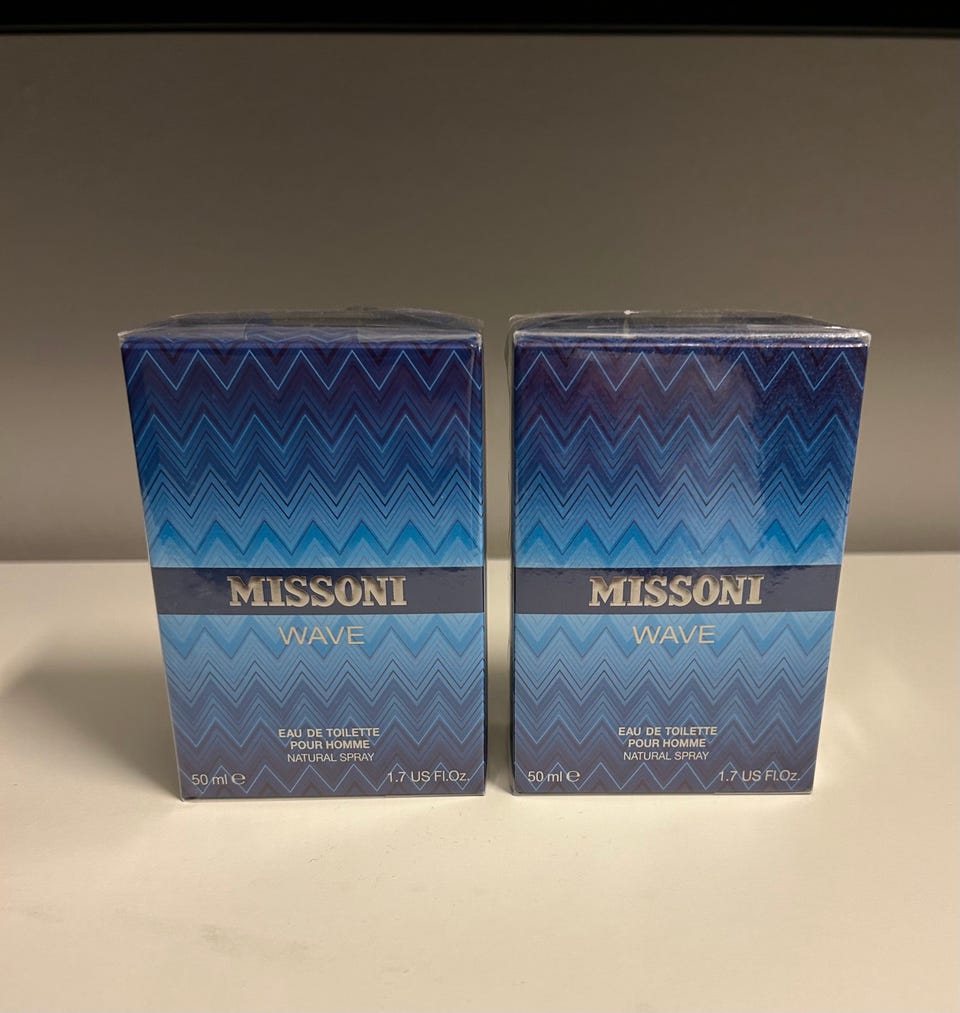 MISSONI
WAVE
EAU DE TOILETTE
POUR HOMME
NATURAL SPRAY
50 ml ℮
1.7 US Fl.Oz.
MISSONI
WAVE
EAU DE TOILETTE
POUR HOMME
NATURAL SPRAY
50 ml ℮
1.7 US Fl.Oz.